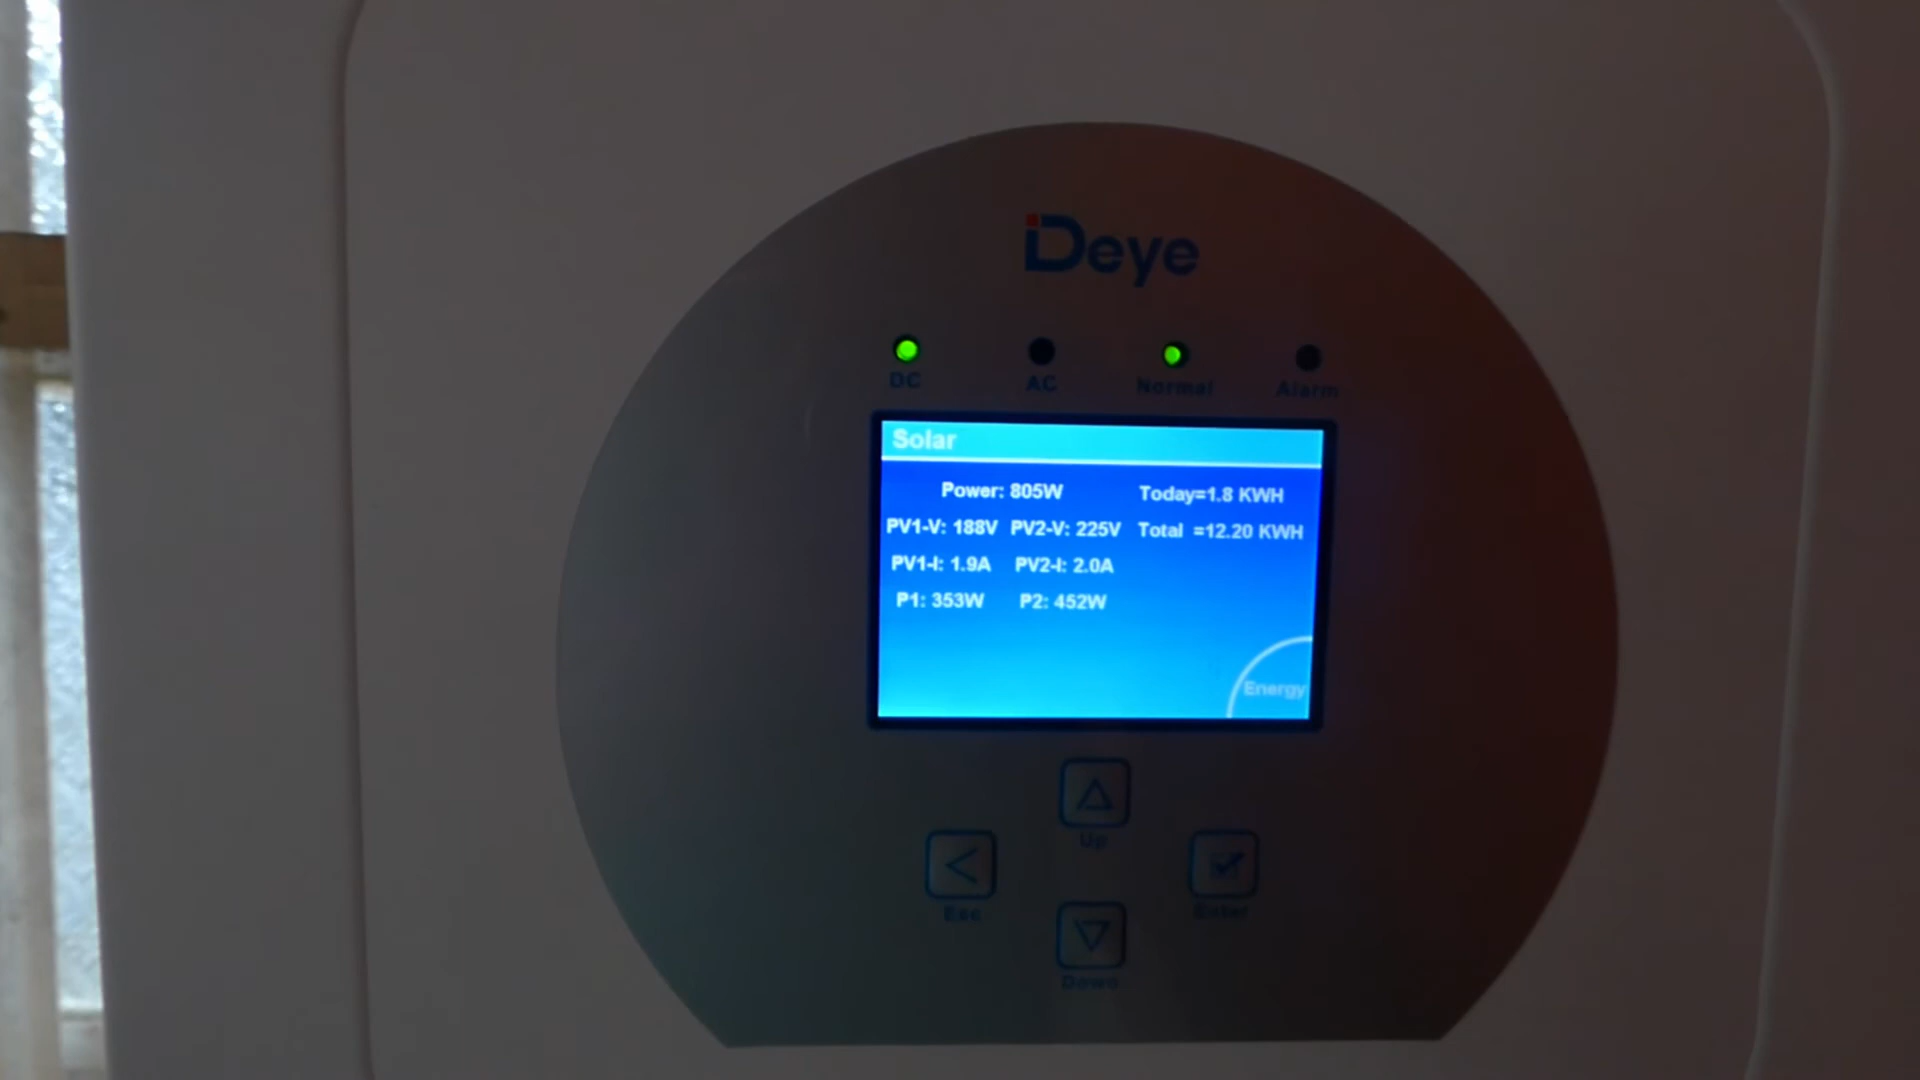 Deye
DC AC Normal Alarm
Solar
Power: 805W Today=1.8 KWH
PV1-V: 188V PV2-V: 225V Total =12.20 KWH
PV1-I: 1.9A PV2-I: 2.0A
P1: 353W P2: 452W
Energy
Up
Esc
Enter
Down